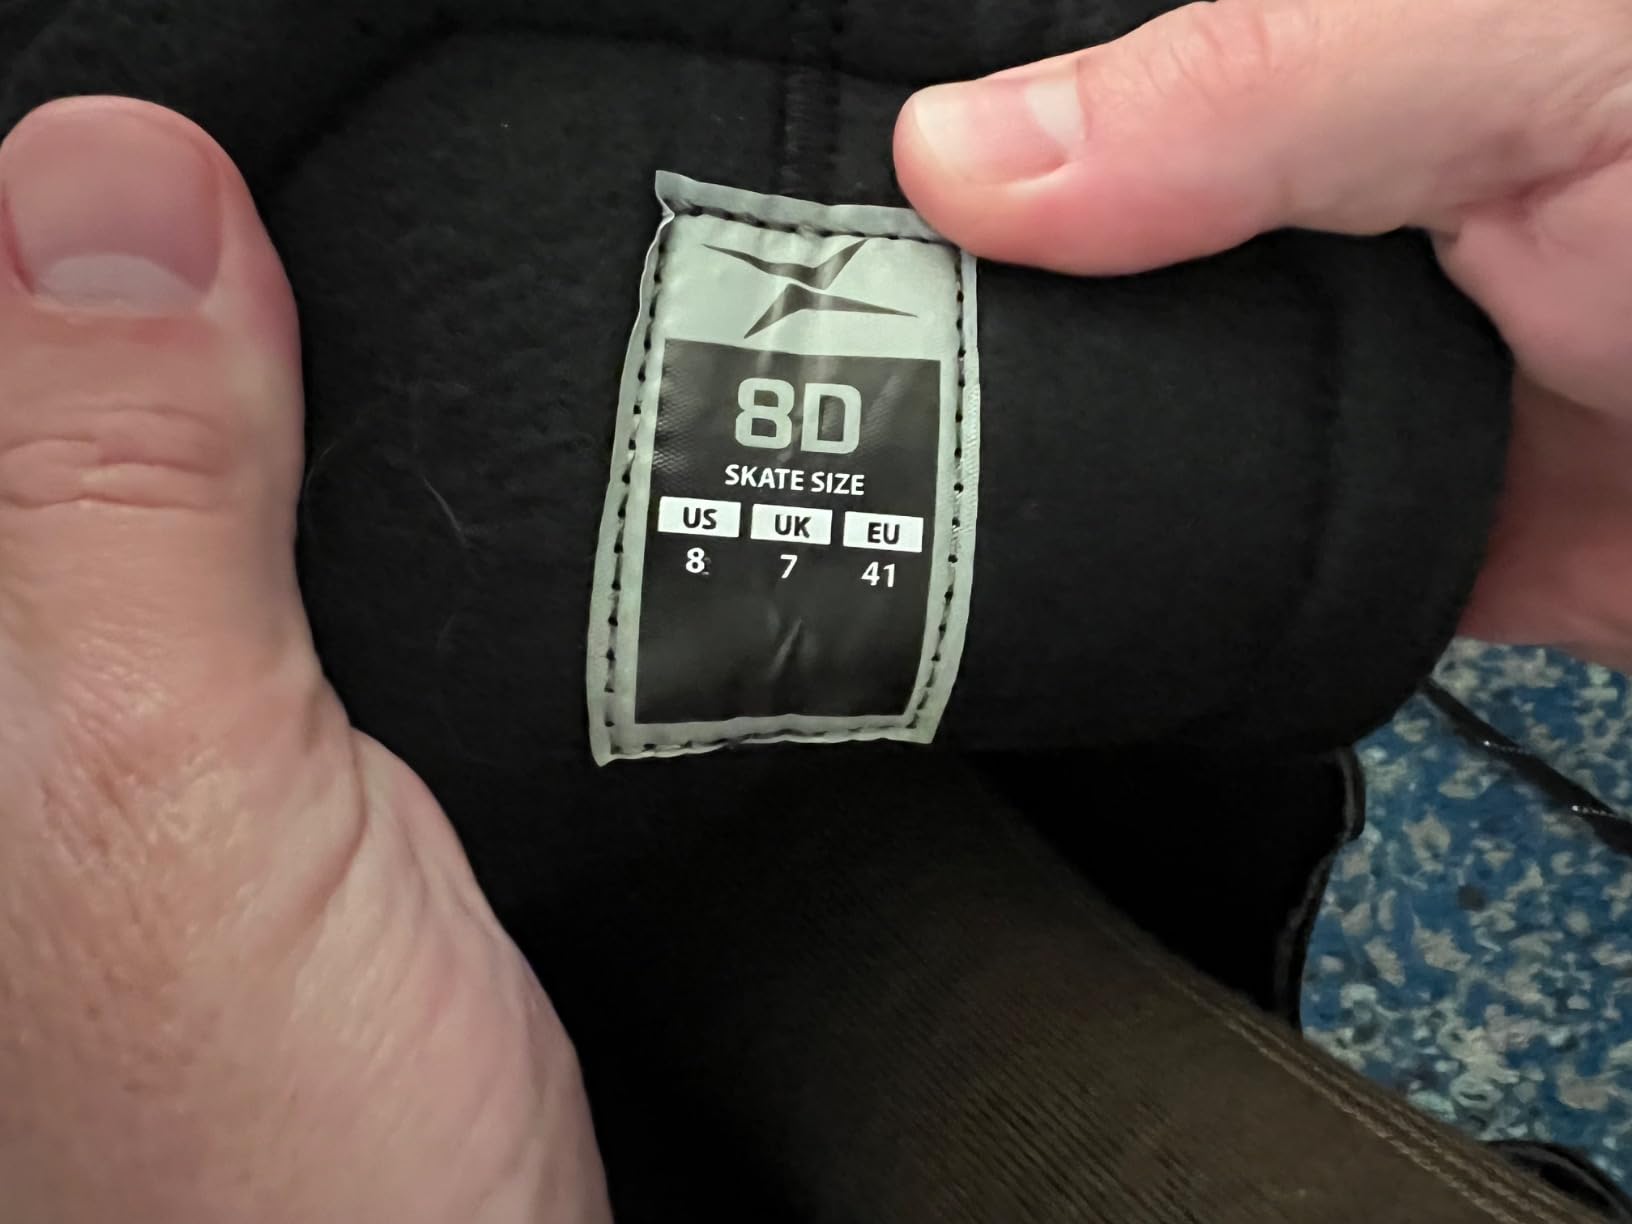 8D
SKATE SIZE
US UK EU
8 7 41